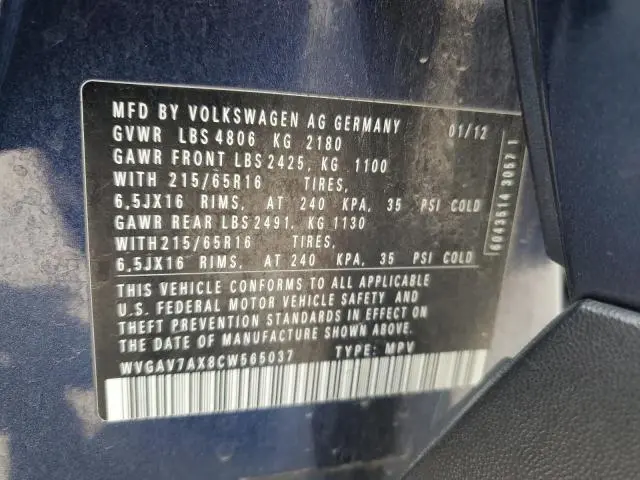 MFD BY VOLKSWAGEN AG GERMANY 01/12
GVWR LBS 4806 KG 2180
GAWR FRONT LBS 2425, KG 1100
WITH 215/65R16 TIRES,
6,5JX16 RIMS, AT 240 KPA, 35 PSI COLD
GAWR REAR LBS 2491, KG 1130
WITH215/65R16 TIRES,
6,5JX16 RIMS, AT 240 KPA, 35 PSI COLD
THIS VEHICLE CONFORMS TO ALL APPLICABLE
U.S. FEDERAL MOTOR VEHICLE SAFETY AND
THEFT PREVENTION STANDARDS IN EFFECT ON
THE DATE OF MANUFACTURE SHOWN ABOVE.
WVGAV7AX8CW565037 TYPE: MPV
6043514 3057 I